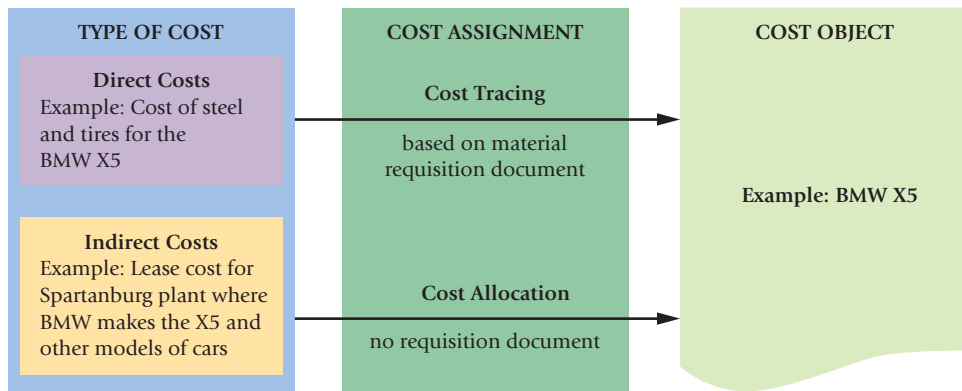 TYPE OF COST
Direct Costs
Example: Cost of steel
and tires for the
BMW X5
Indirect Costs
Example: Lease cost for
Spartanburg plant where
BMW makes the X5 and
other models of cars
COST ASSIGNMENT
Cost Tracing
based on material
requisition document
Cost Allocation
no requisition document
COST OBJECT
Example: BMW X5